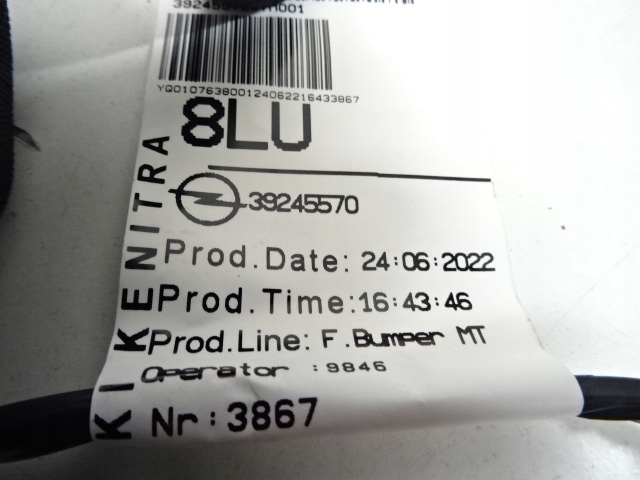 YQ010763800124062216433867
8LU
39245570
Prod.Date: 24:06:2022
Prod.Time:16:43:46
Prod.Line: F.Bumper MT
Operator :9846
Nr:3867
KIKENITRA